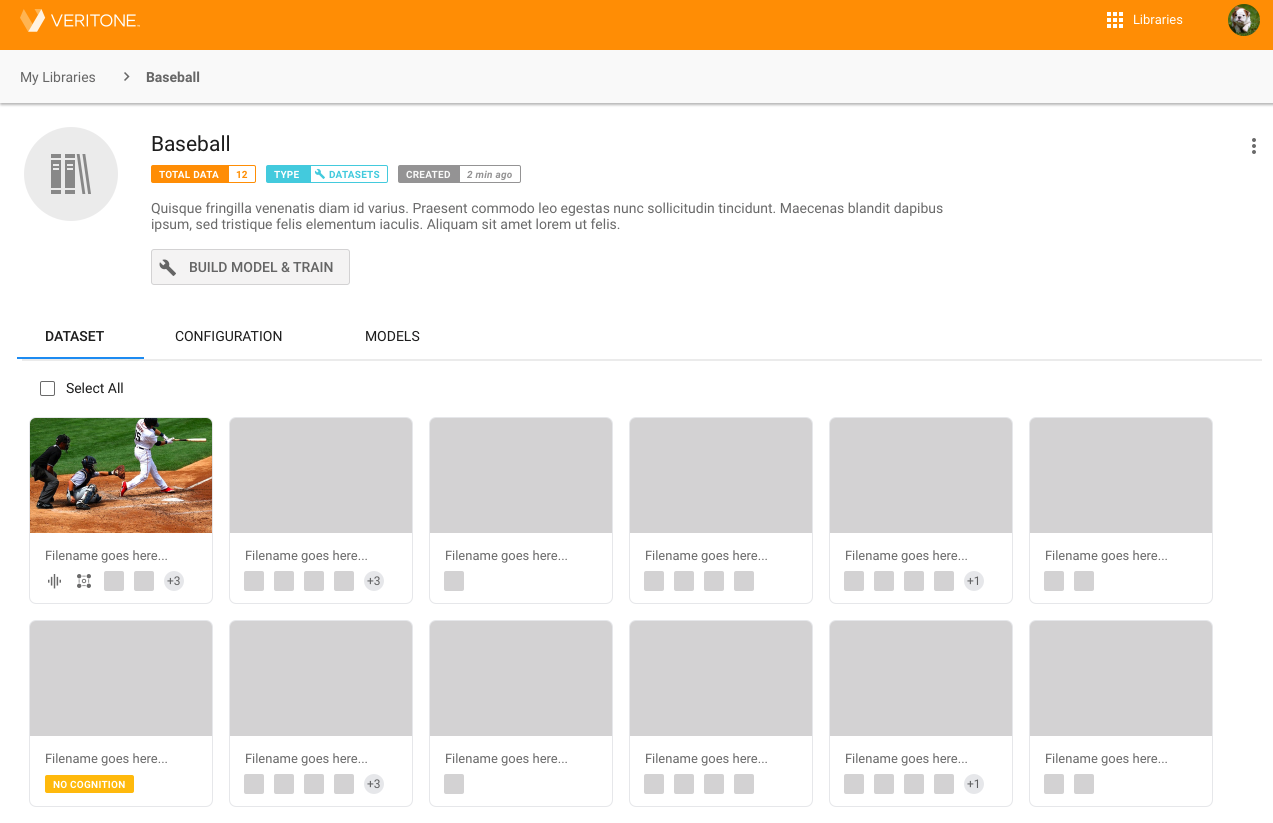 VERITONE.
Libraries
My Libraries > Baseball
Baseball
TOTAL DATA 12 TYPE DATASETS CREATED 2 min ago
Quisque fringilla venenatis diam id varius. Praesent commodo leo egestas nunc sollicitudin tincidunt. Maecenas blandit dapibus
ipsum, sed tristique felis elementum iaculis. Aliquam sit amet lorem ut felis.
BUILD MODEL & TRAIN
DATASET CONFIGURATION MODELS
Select All
Filename goes here... Filename goes here... Filename goes here... Filename goes here... Filename goes here... Filename goes here...
+3 +3 +1
Filename goes here... Filename goes here... Filename goes here... Filename goes here... Filename goes here... Filename goes here...
NO COGNITION +3 +1